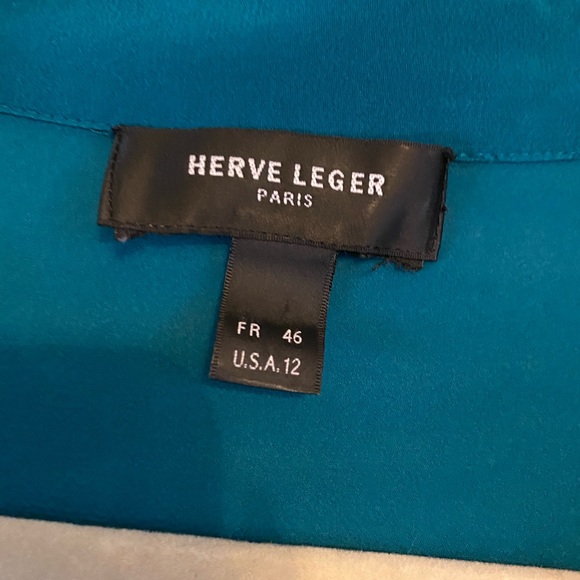 HERVE LEGER
PARIS
FR 46
U.S.A. 12